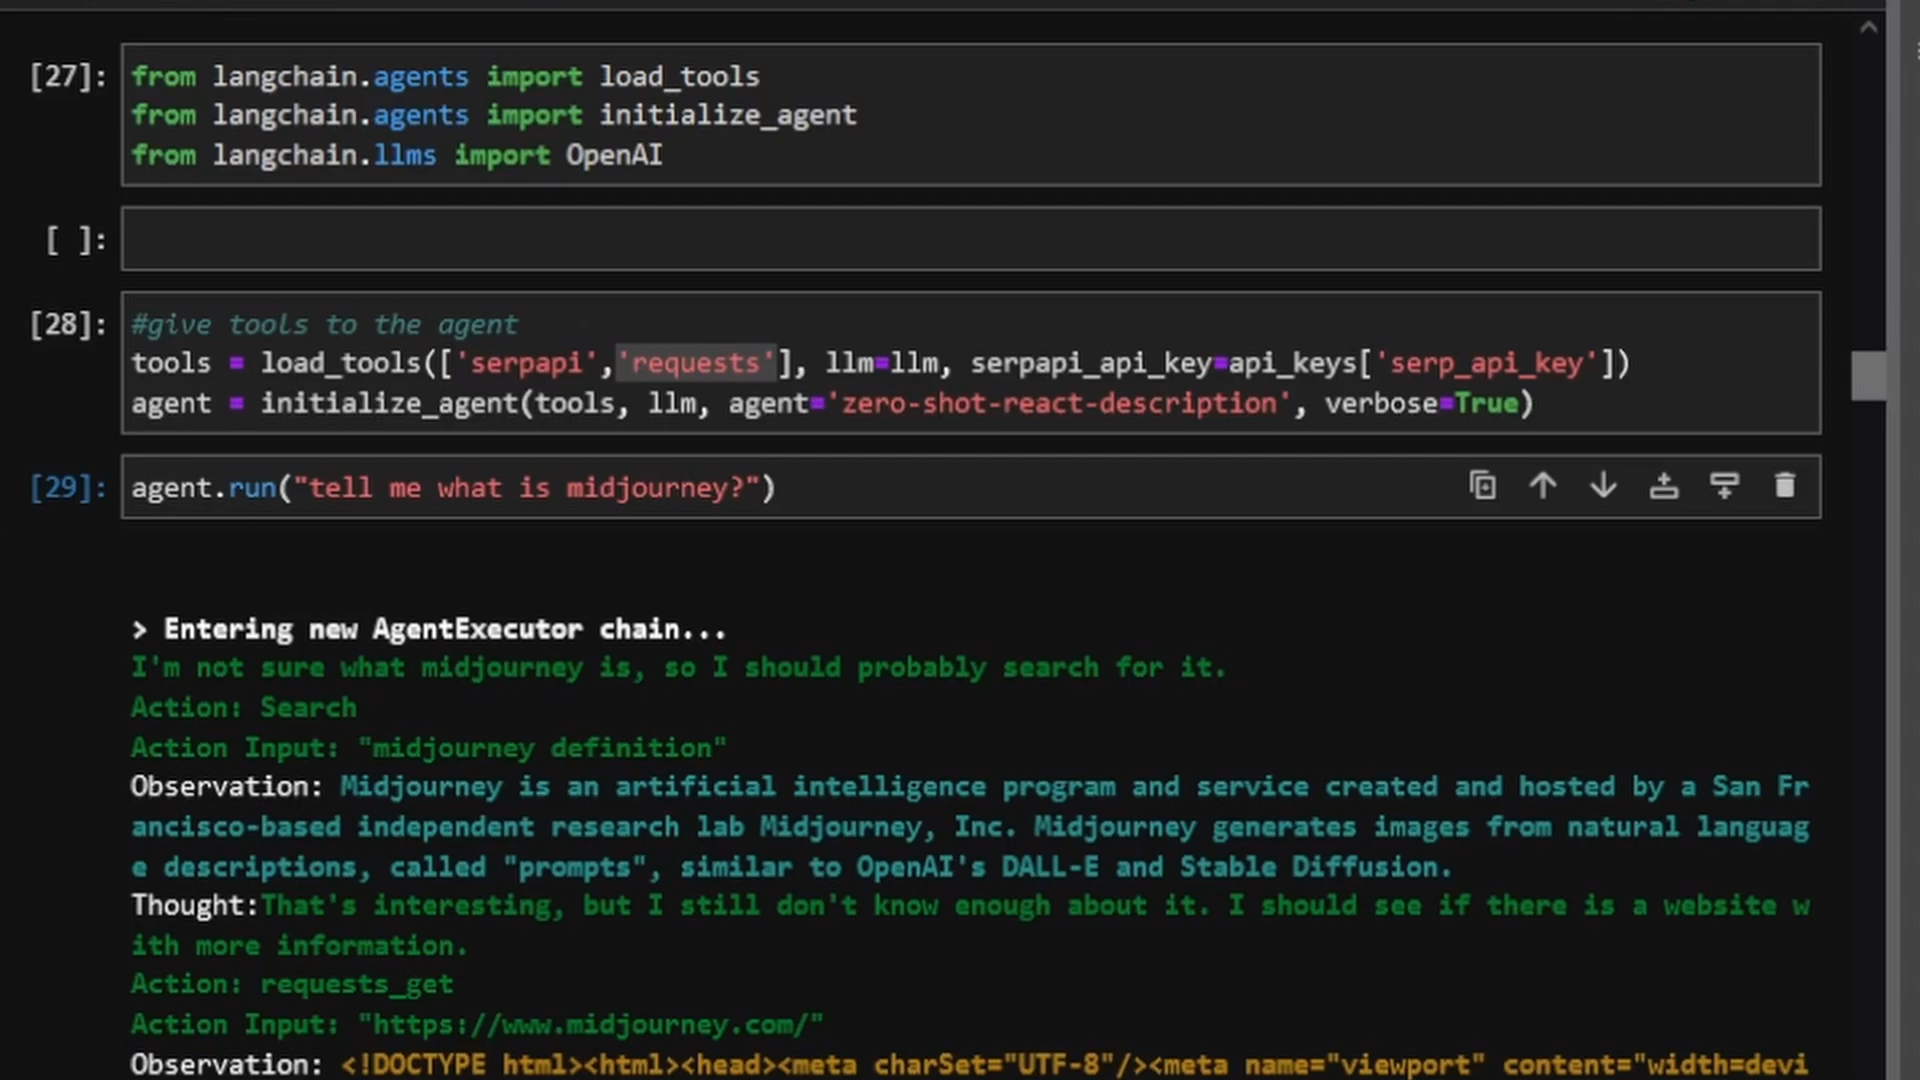 [27]: from langchain.agents import load_tools
from langchain.agents import initialize_agent
from langchain.llms import OpenAI
[ ]:
[28]: #give tools to the agent
tools = load_tools(['serpapi','requests'], llm=llm, serpapi_api_key=api_keys['serp_api_key'])
agent = initialize_agent(tools, llm, agent='zero-shot-react-description', verbose=True)
[29]: agent.run("tell me what is midjourney?")
> Entering new AgentExecutor chain...
I'm not sure what midjourney is, so I should probably search for it.
Action: Search
Action Input: "midjourney definition"
Observation: Midjourney is an artificial intelligence program and service created and hosted by a San Fr
ancisco-based independent research lab Midjourney, Inc. Midjourney generates images from natural languag
e descriptions, called "prompts", similar to OpenAI's DALL-E and Stable Diffusion.
Thought:That's interesting, but I still don't know enough about it. I should see if there is a website w
ith more information.
Action: requests_get
Action Input: "https://www.midjourney.com/"
Observation: <!DOCTYPE html><html><head><meta charSet="UTF-8"/><meta name="viewport" content="width=devi